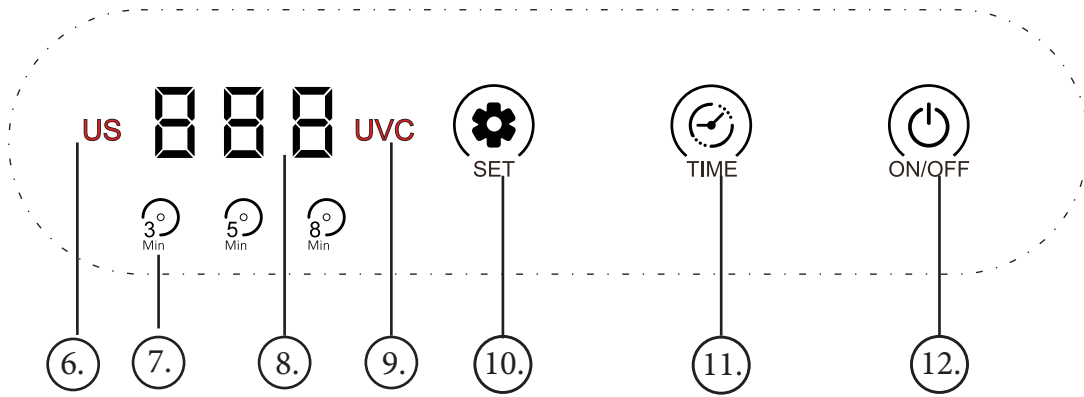 US 888 UVC
SET
TIME
ON/OFF
3 Min
5 Min
8 Min
6. 7. 8. 9. 10. 11. 12.